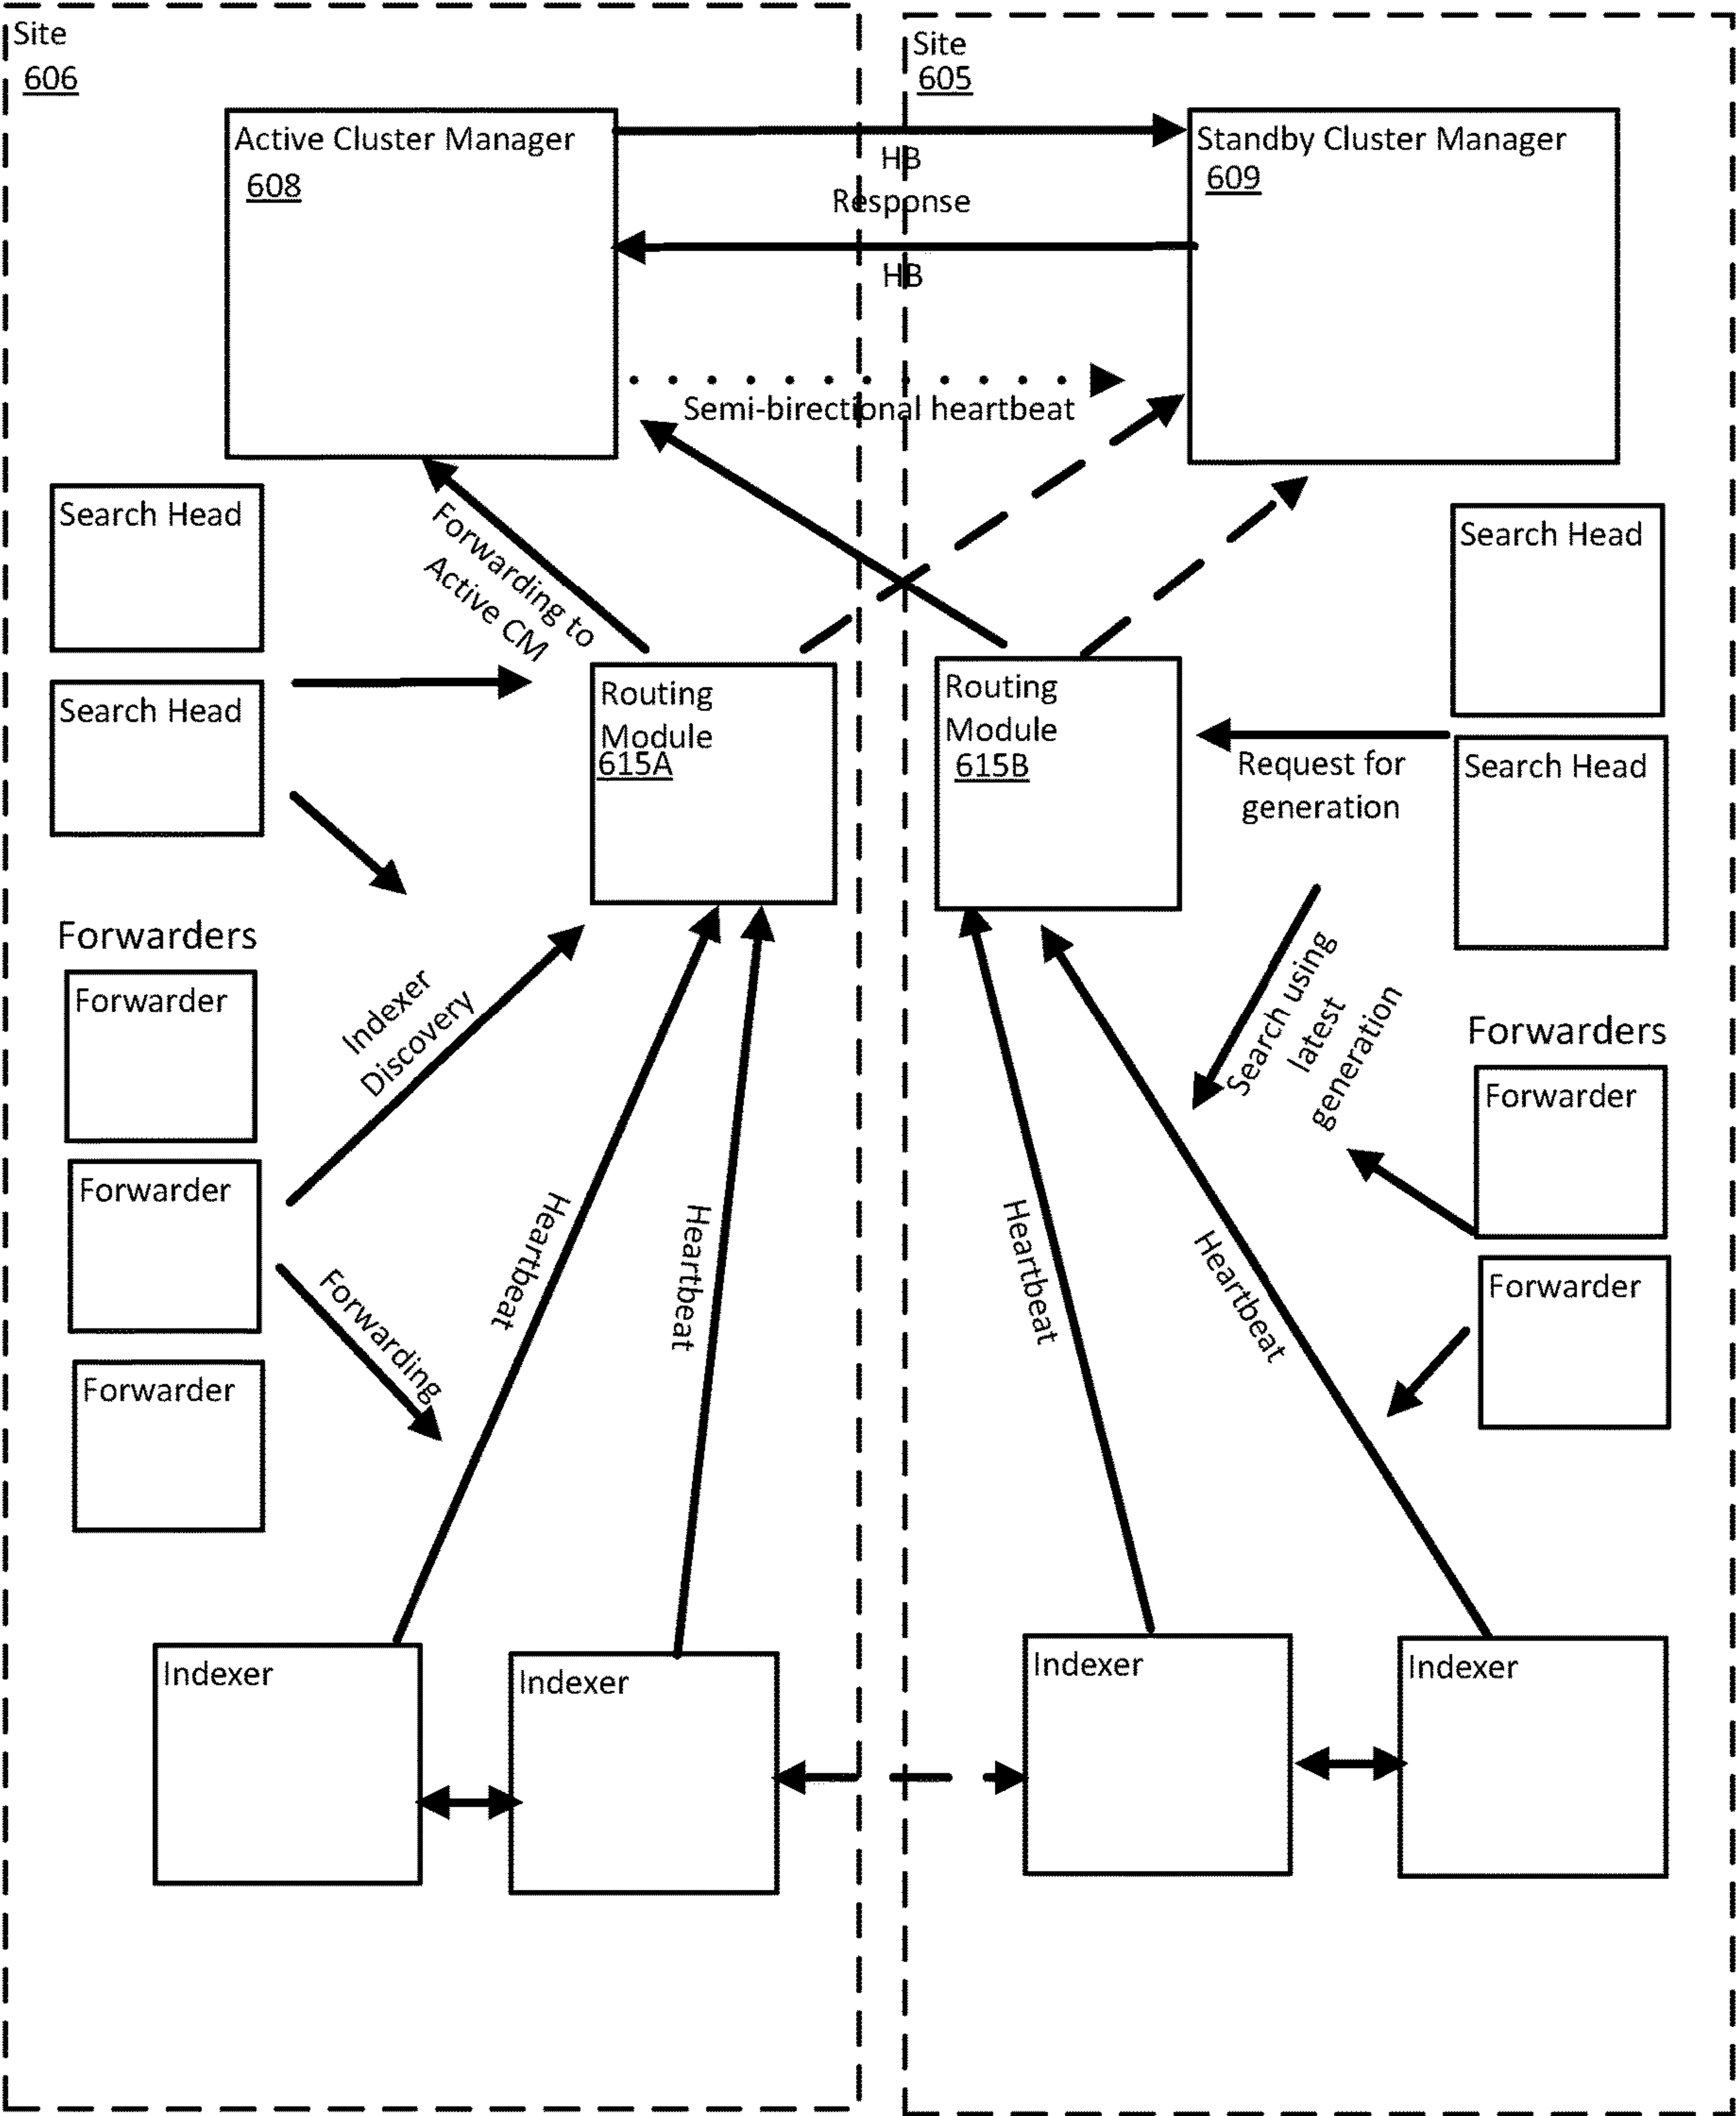 Site
606
Active Cluster Manager
608
HB
Response
HB
Semi-birectional heartbeat
Search Head
Search Head
Forwarding to
Active CM
Routing
Module
615A
Forwarders
Forwarder
Forwarder
Forwarder
Indexer
Discovery
Forwarding
Heartbeat
Heartbeat
Indexer
Indexer
Site
605
Standby Cluster Manager
609
Search Head
Search Head
Routing
Module
615B
Request for
generation
Search using
latest
generation
Forwarders
Forwarder
Forwarder
Heartbeat
Heartbeat
Indexer
Indexer